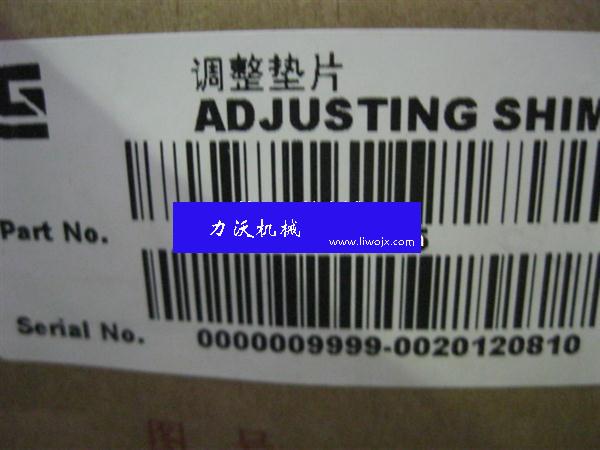 调整垫片
ADJUSTING SHIM
Part No.
力沃机械
www.liwojx.com
Serial No.
0000009999-0020120810